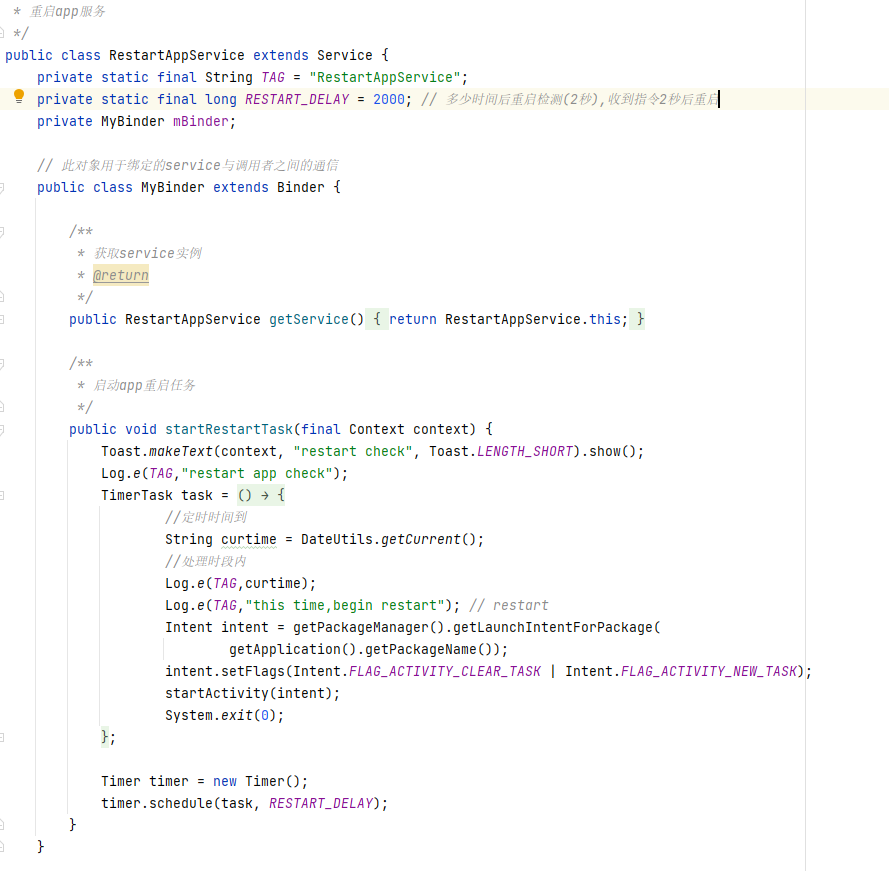 * 重启app服务
*/
public class RestartAppService extends Service {
private static final String TAG = "RestartAppService";
private static final long RESTART_DELAY = 2000; // 多少时间后重启检测(2秒),收到指令2秒后重启
private MyBinder mBinder;
// 此对象用于绑定的service与调用者之间的通信
public class MyBinder extends Binder {
/**
* 获取service实例
* @return
*/
public RestartAppService getService() { return RestartAppService.this; }
/**
* 启动app重启任务
*/
public void startRestartTask(final Context context) {
Toast.makeText(context, "restart check", Toast.LENGTH_SHORT).show();
Log.e(TAG,"restart app check");
TimerTask task = () → {
//定时时间到
String curtime = DateUtils.getCurrent();
//处理时段内
Log.e(TAG,curtime);
Log.e(TAG,"this time,begin restart"); // restart
Intent intent = getPackageManager().getLaunchIntentForPackage(
getApplication().getPackageName());
intent.setFlags(Intent.FLAG_ACTIVITY_CLEAR_TASK | Intent.FLAG_ACTIVITY_NEW_TASK);
startActivity(intent);
System.exit(0);
};
Timer timer = new Timer();
timer.schedule(task, RESTART_DELAY);
}
}